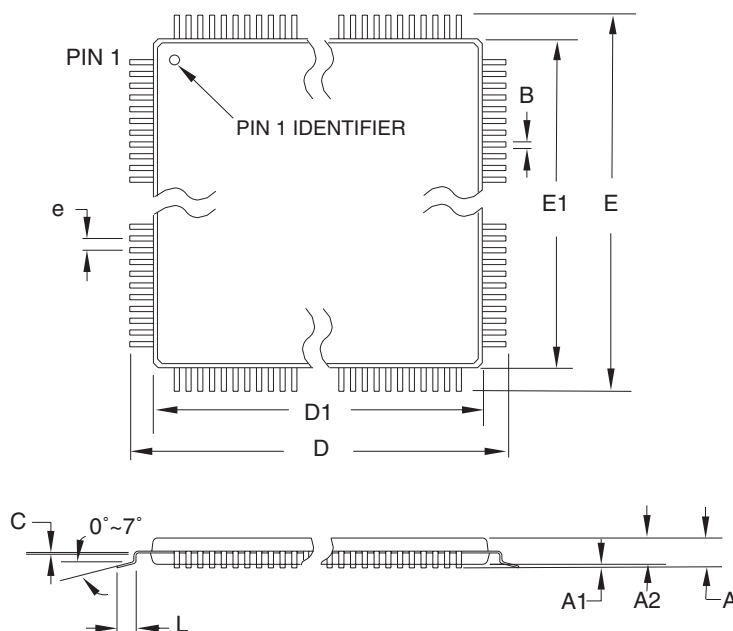 PIN 1
PIN 1 IDENTIFIER
B
e
E1
E
D1
D
C
0°~7°
L
A1
A2
A